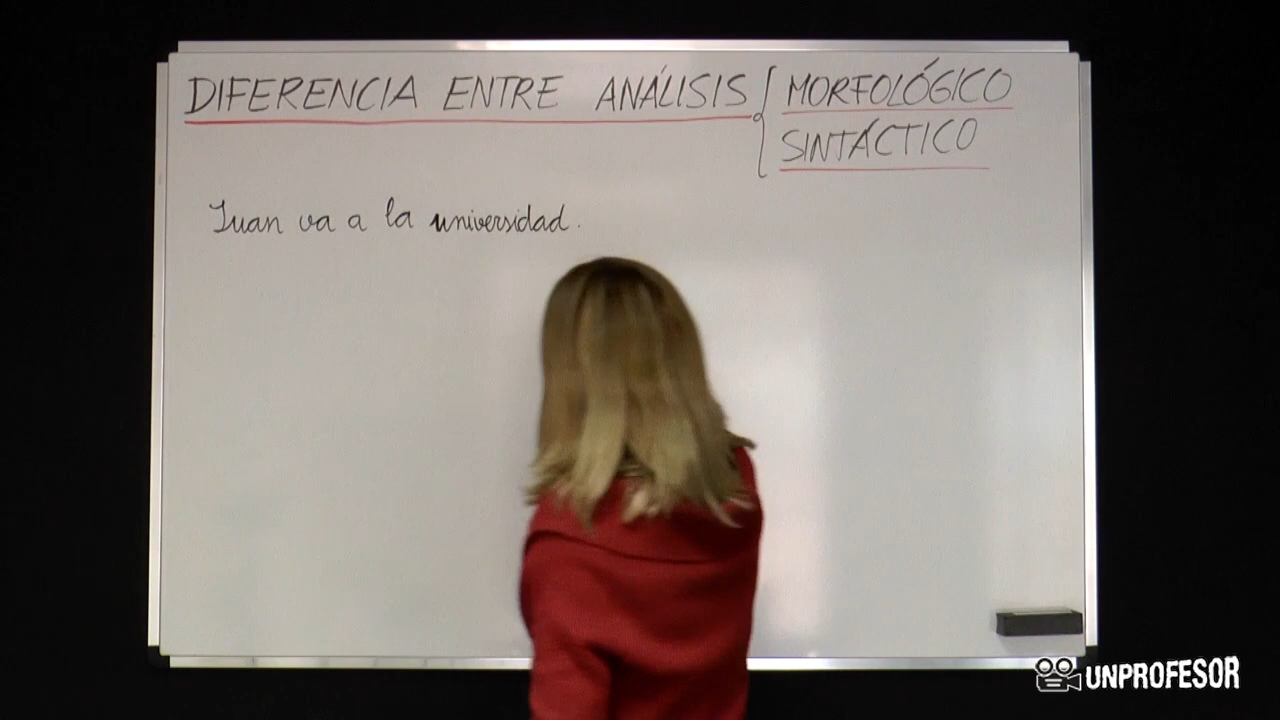 DIFERENCIA ENTRE ANÁLISIS { MORFOLÓGICO
SINTÁCTICO
Juan va a la universidad.
UNPROFESOR